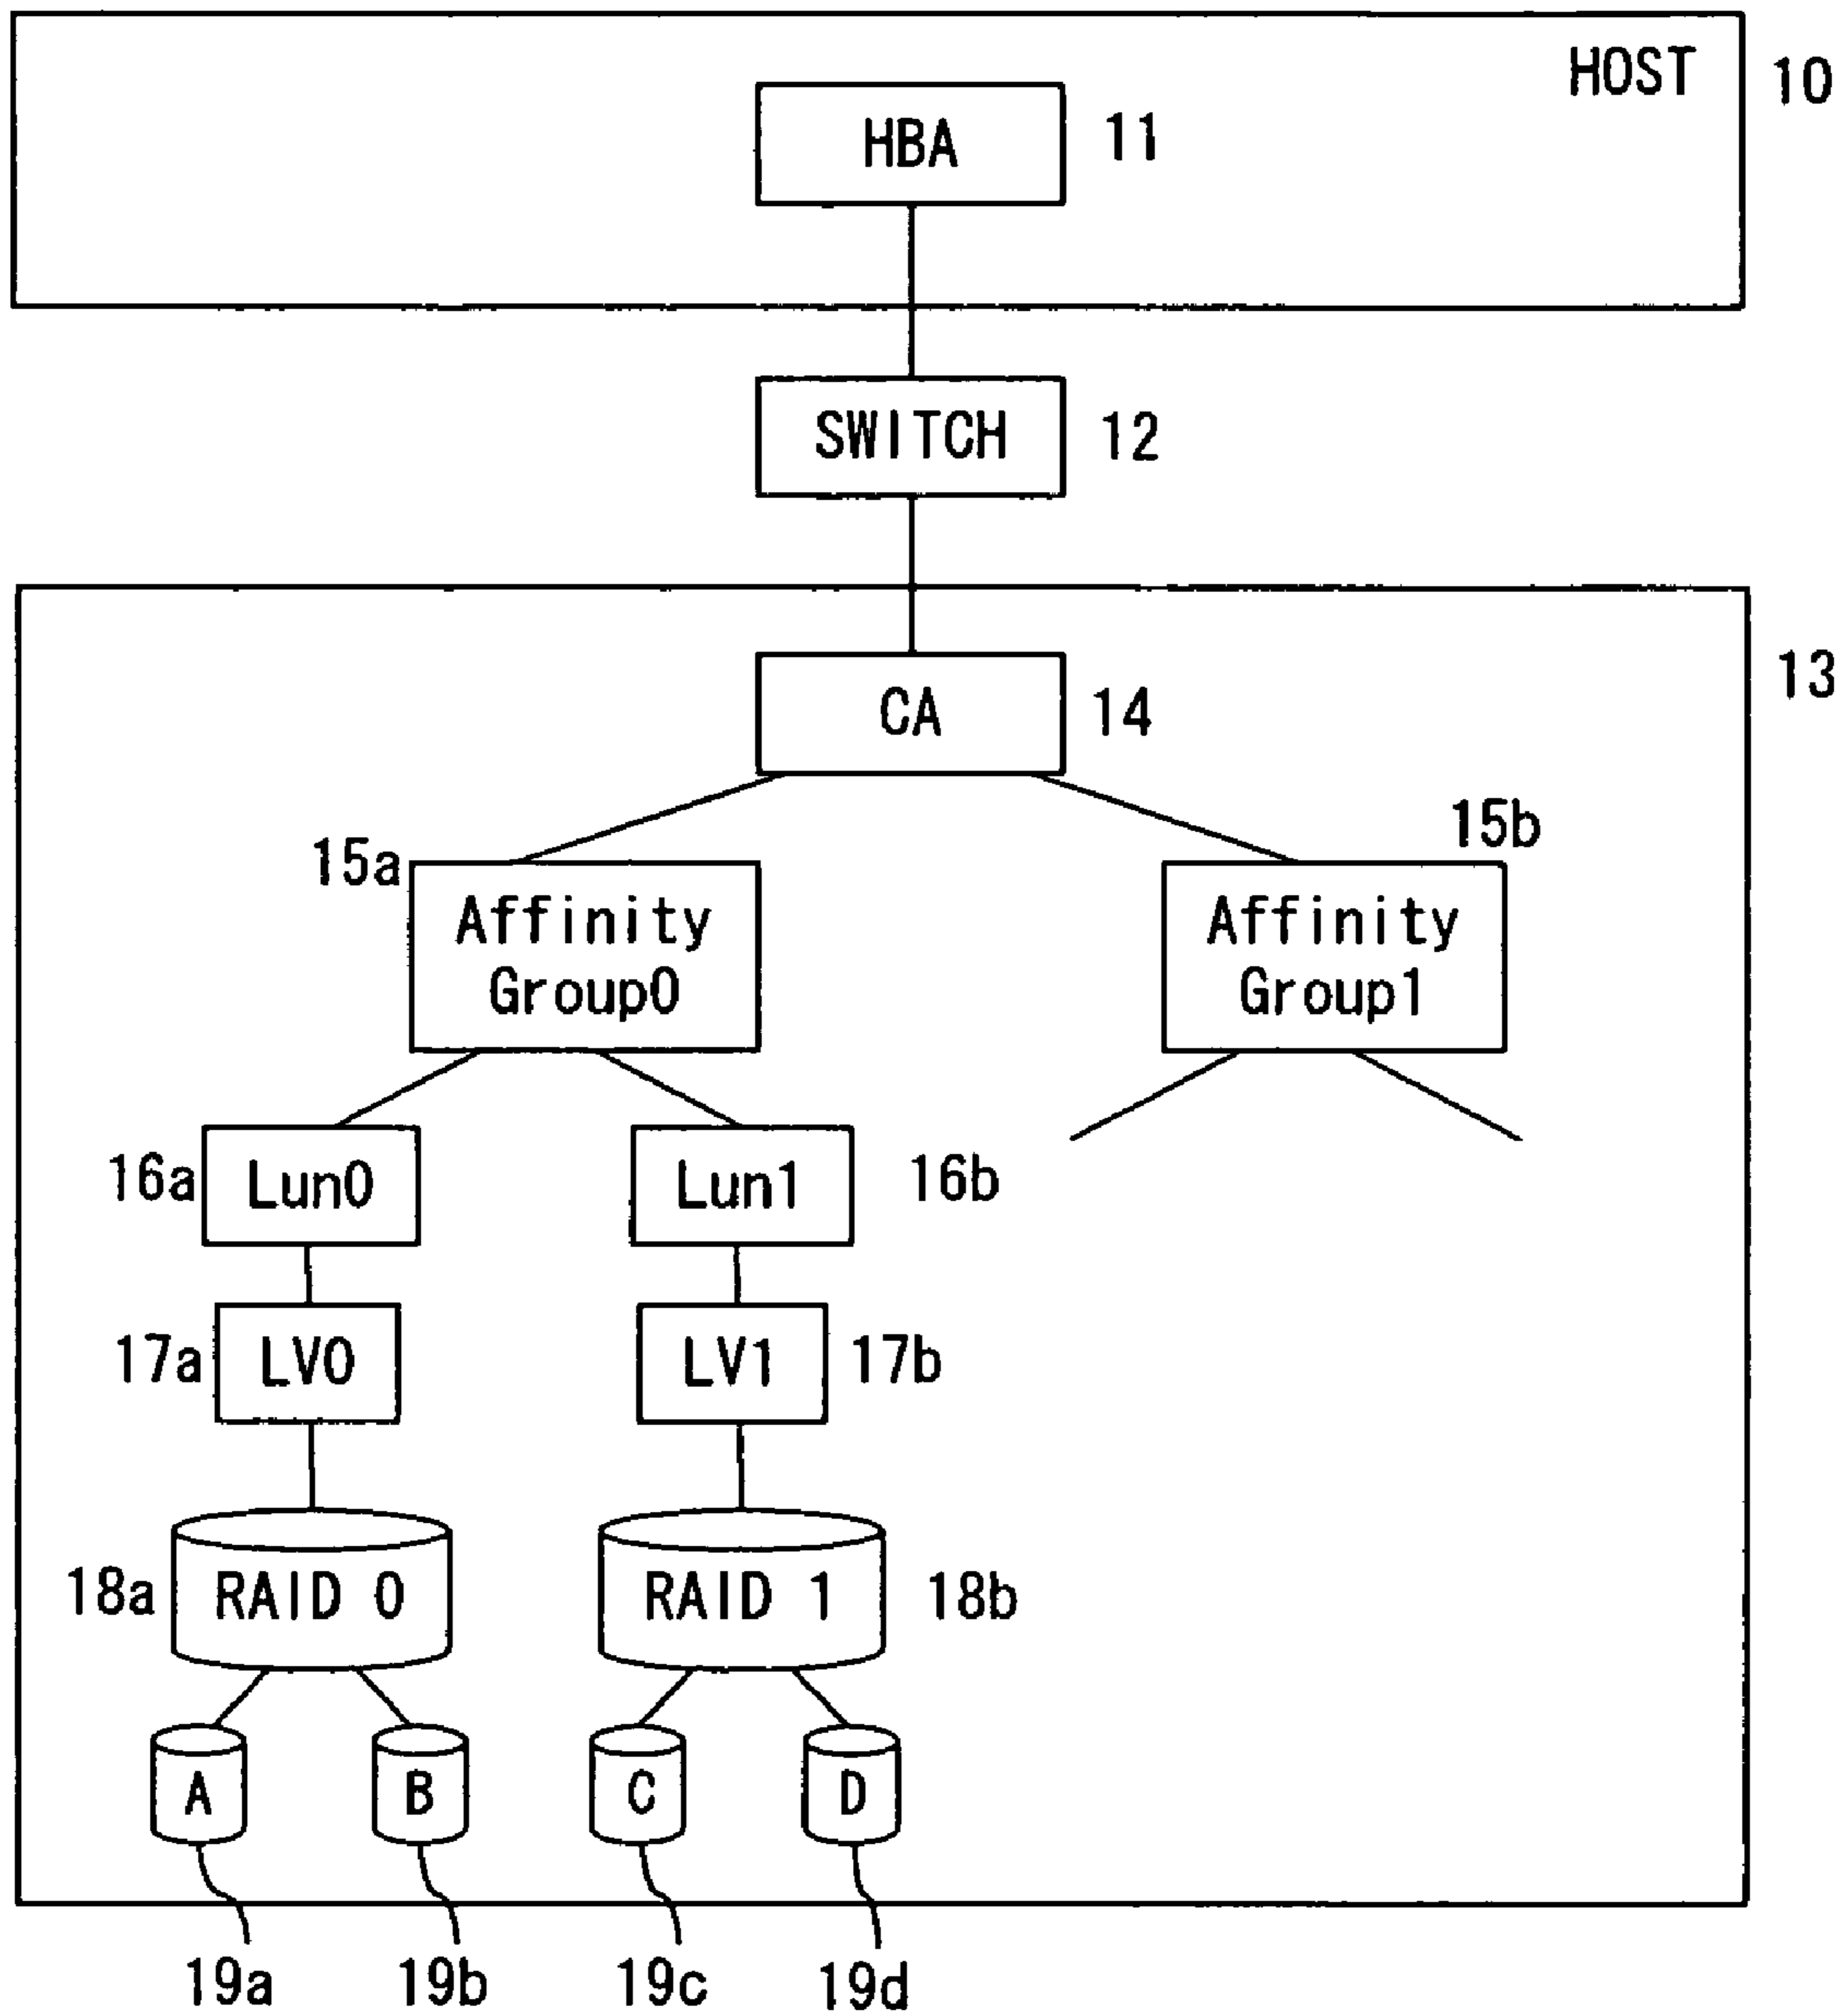 HOST
10
HBA
11
SWITCH
12
13
CA
14
15a
15b
Affinity
Group0
Affinity
Group1
16a
Lun0
Lun1
16b
17a
LV0
LV1
17b
18a
RAID 0
RAID 1
18b
A
B
C
D
19a
19b
19c
19d